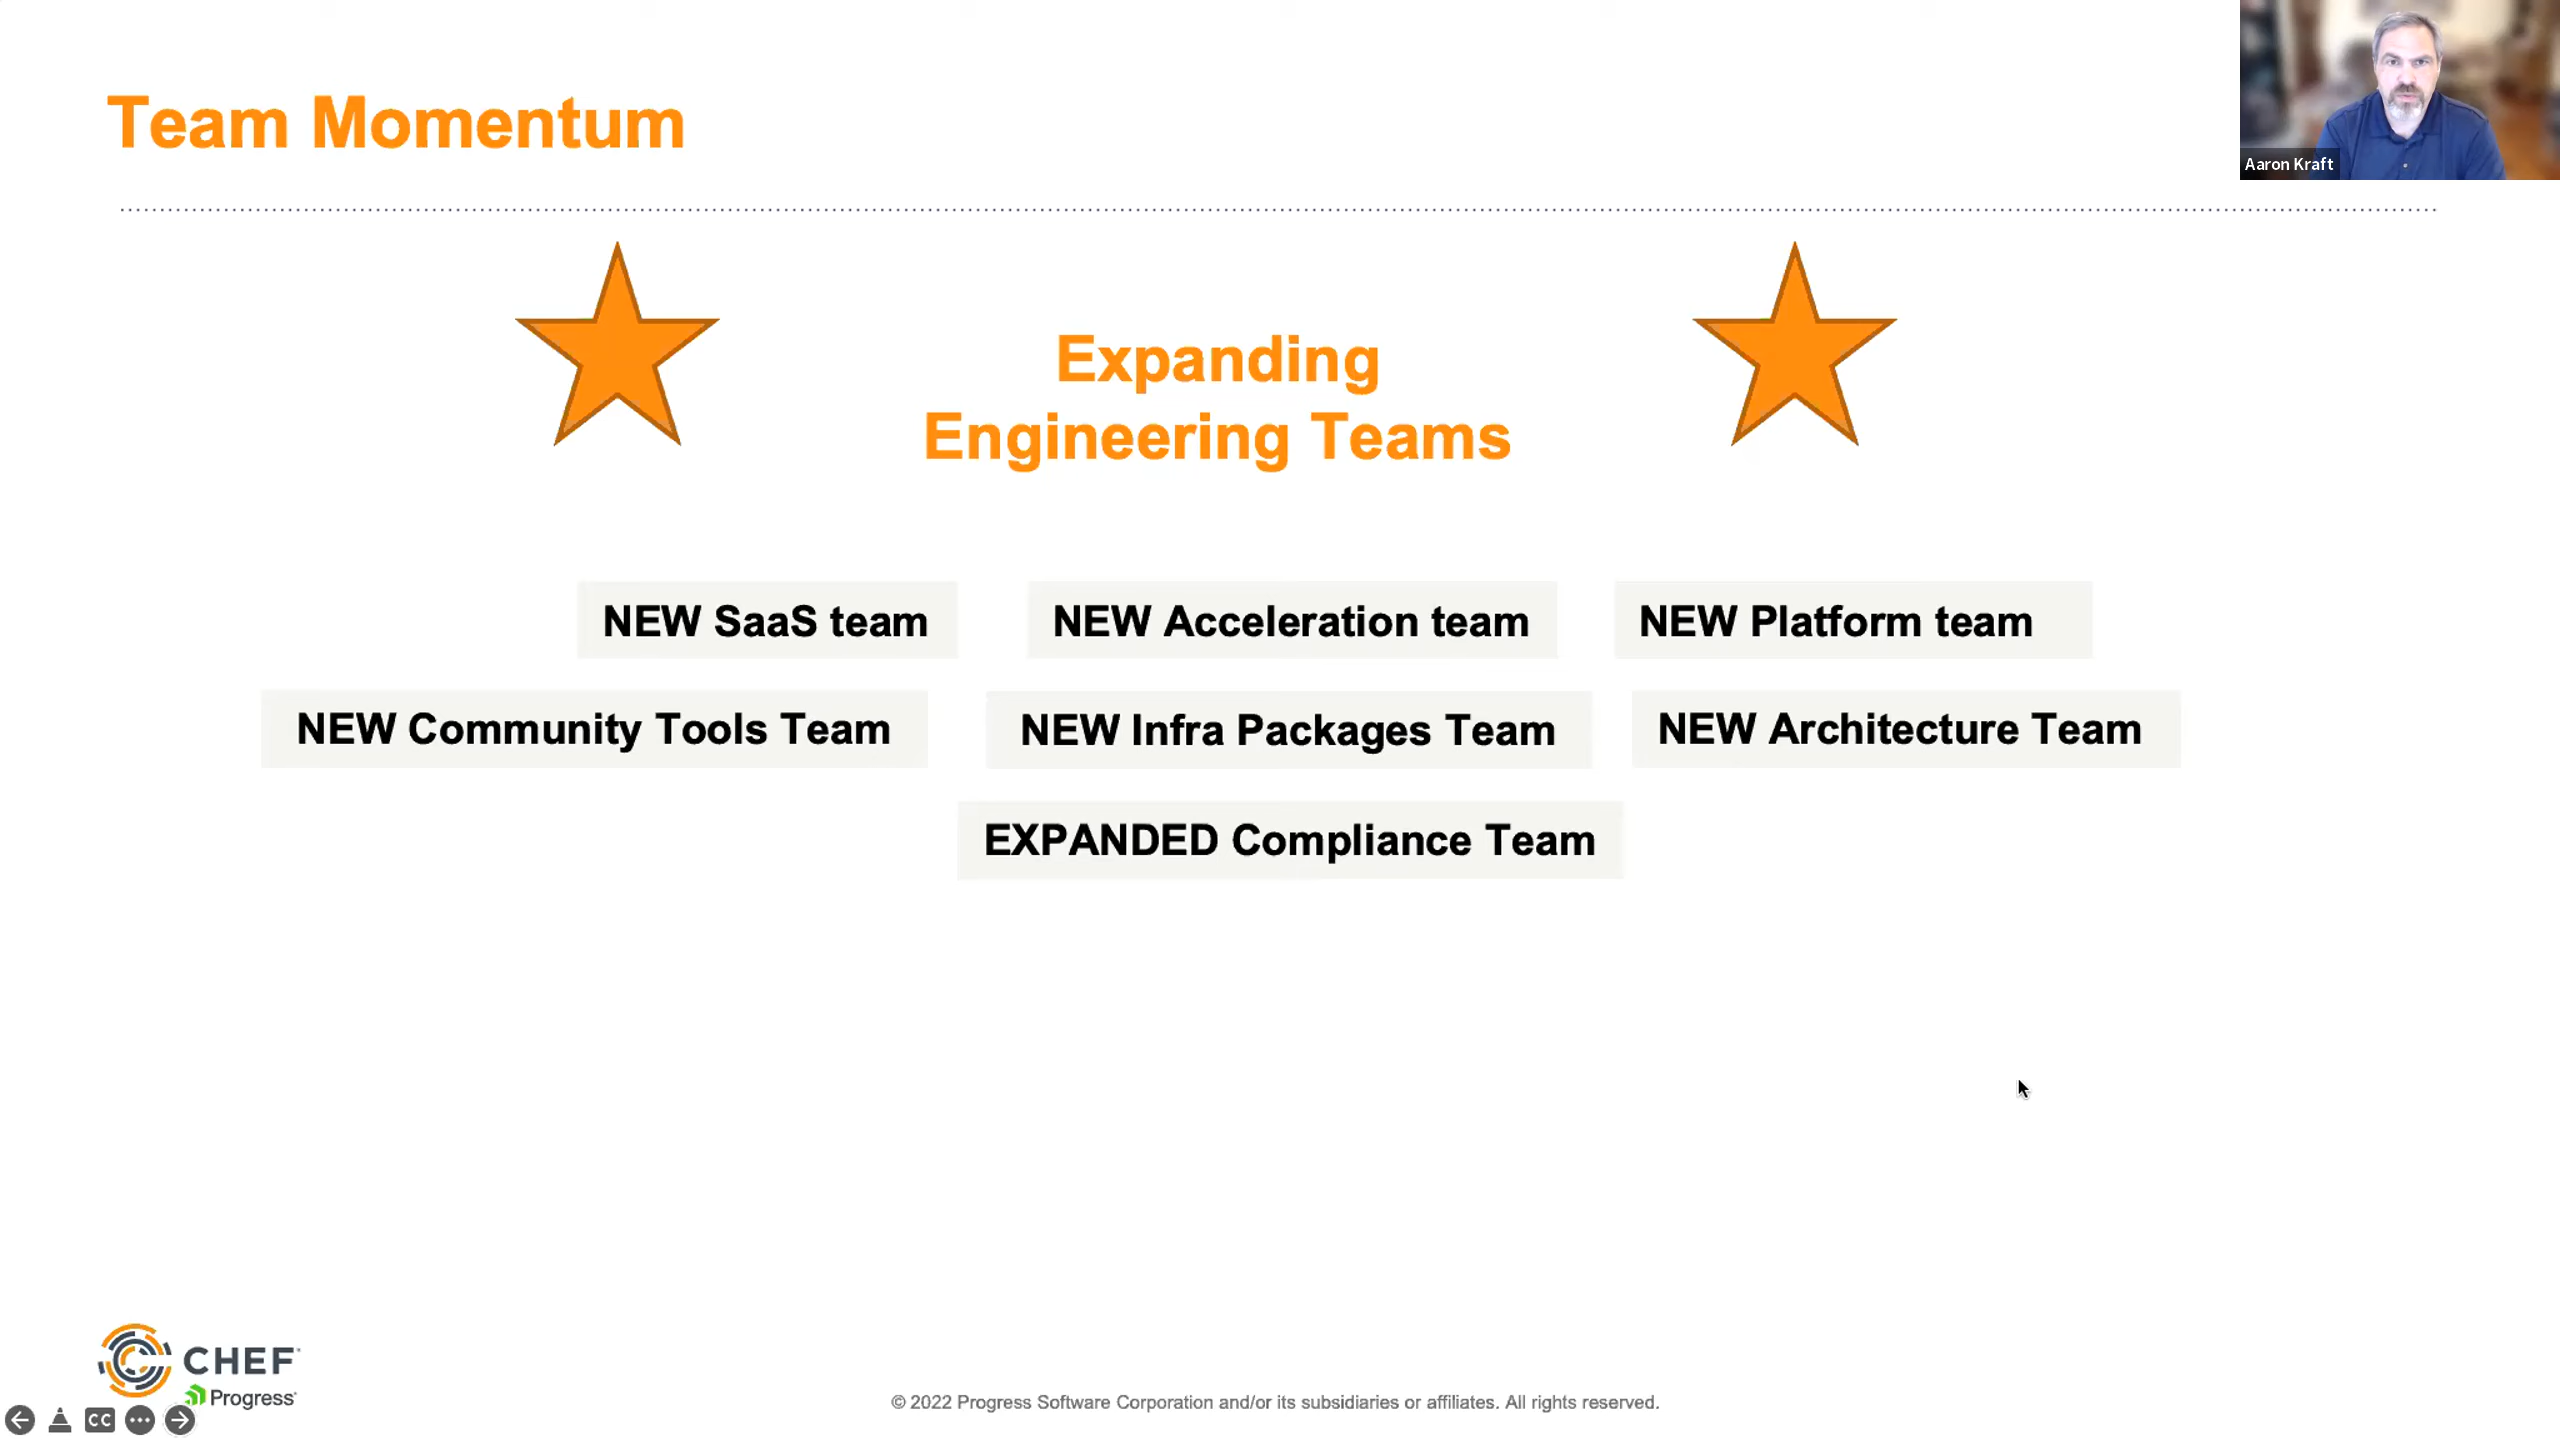 Team Momentum
Aaron Kraft
Expanding
Engineering Teams
NEW SaaS team
NEW Acceleration team
NEW Platform team
NEW Community Tools Team
NEW Infra Packages Team
NEW Architecture Team
EXPANDED Compliance Team
CHEF
Progress
CC
© 2022 Progress Software Corporation and/or its subsidiaries or affiliates. All rights reserved.